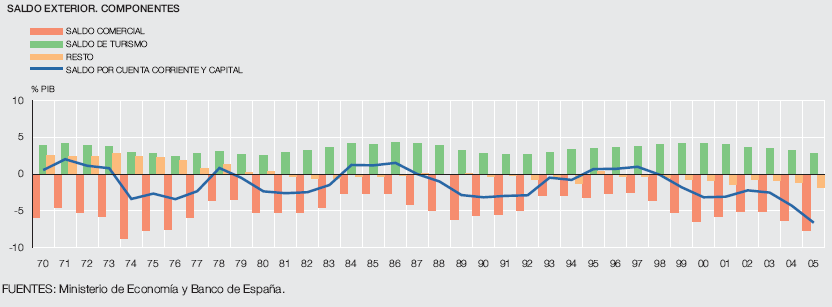 SALDO EXTERIOR. COMPONENTES
SALDO COMERCIAL
SALDO DE TURISMO
RESTO
SALDO POR CUENTA CORRIENTE Y CAPITAL
% PIB
10
5
0
-5
-10
70 71 72 73 74 75 76 77 78 79 80 81 82 83 84 85 86 87 88 89 90 91 92 93 94 95 96 97 98 99 00 01 02 03 04 05
FUENTES: Ministerio de Economía y Banco de España.